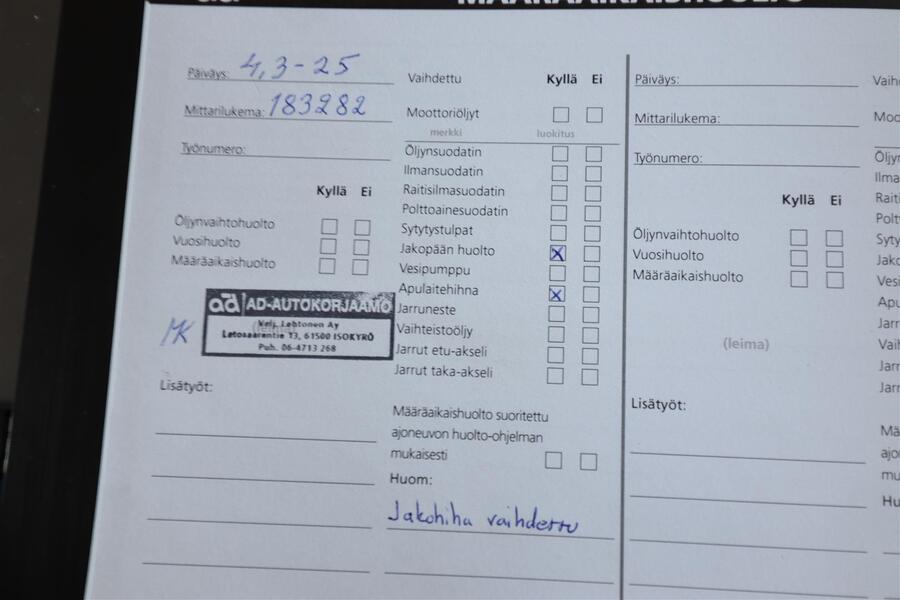 Päiväys: 4,3-25
Mittarilukema: 183282
Työnumero:
Kyllä Ei
Öljynvaihtohuolto
Vuosihuolto
Määräaikaishuolto
ad AD-AUTOKORJAAMO
Velj. Lehtonen Ay
Latosaarentie 13, 61500 ISOKYRÖ
Puh. 06-4713 268
MK
Lisätyöt:
Vaihdettu Kyllä Ei
Moottoriöljyt
merkki luokitus
Öljynsuodatin
Ilmansuodatin
Raitisilmasuodatin
Polttoainesuodatin
Sytytystulpat
Jakopään huolto X
Vesipumppu
Apulaitehihna X
Jarruneste
Vaihteistoöljy
Jarrut etu-akseli
Jarrut taka-akseli
Määräaikaishuolto suoritettu
ajoneuvon huolto-ohjelman
mukaisesti
Huom:
Jakohiha vaihdettu
Päiväys:
Mittarilukema:
Työnumero:
Kyllä Ei
Öljynvaihtohuolto
Vuosihuolto
Määräaikaishuolto
(leima)
Lisätyöt: